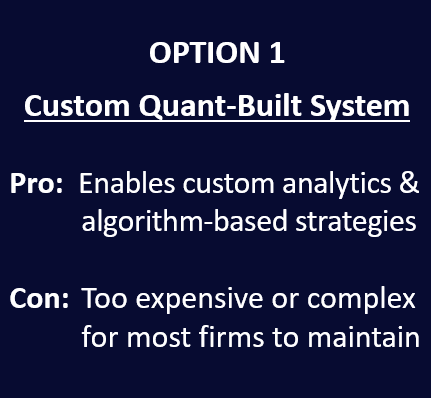 OPTION 1
Custom Quant-Built System
Pro: Enables custom analytics &
algorithm-based strategies
Con: Too expensive or complex
for most firms to maintain